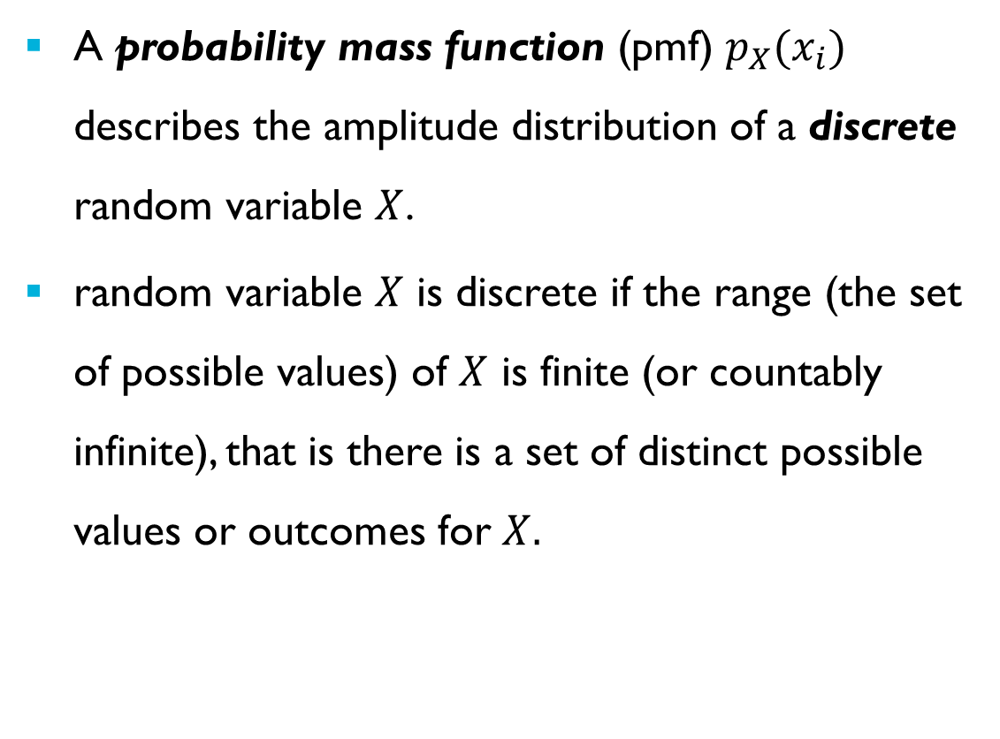 ▪ A probability mass function (pmf) p_X(x_i)
describes the amplitude distribution of a discrete
random variable X.
▪ random variable X is discrete if the range (the set
of possible values) of X is finite (or countably
infinite), that is there is a set of distinct possible
values or outcomes for X.